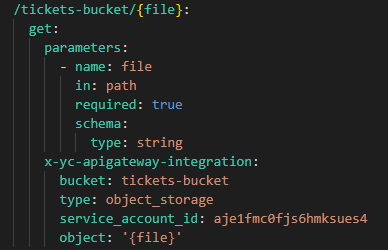 /tickets-bucket/{file}:
get:
parameters:
- name: file
in: path
required: true
schema:
type: string
x-yc-apigateway-integration:
bucket: tickets-bucket
type: object_storage
service_account_id: aje1fmc0fjs6hmksues4
object: '{file}'